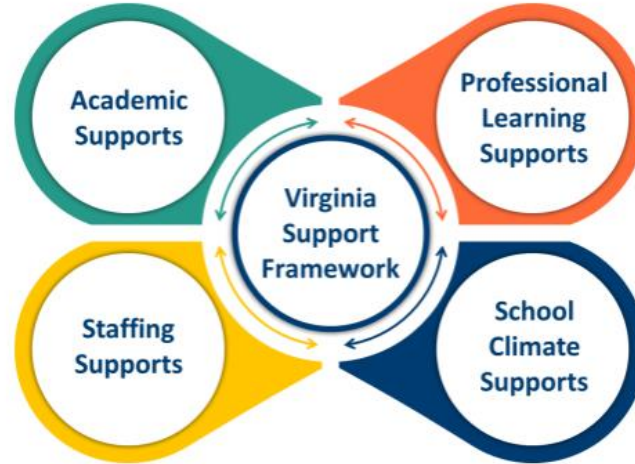 Academic
Supports
Professional
Learning
Supports
Virginia
Support
Framework
Staffing
Supports
School
Climate
Supports